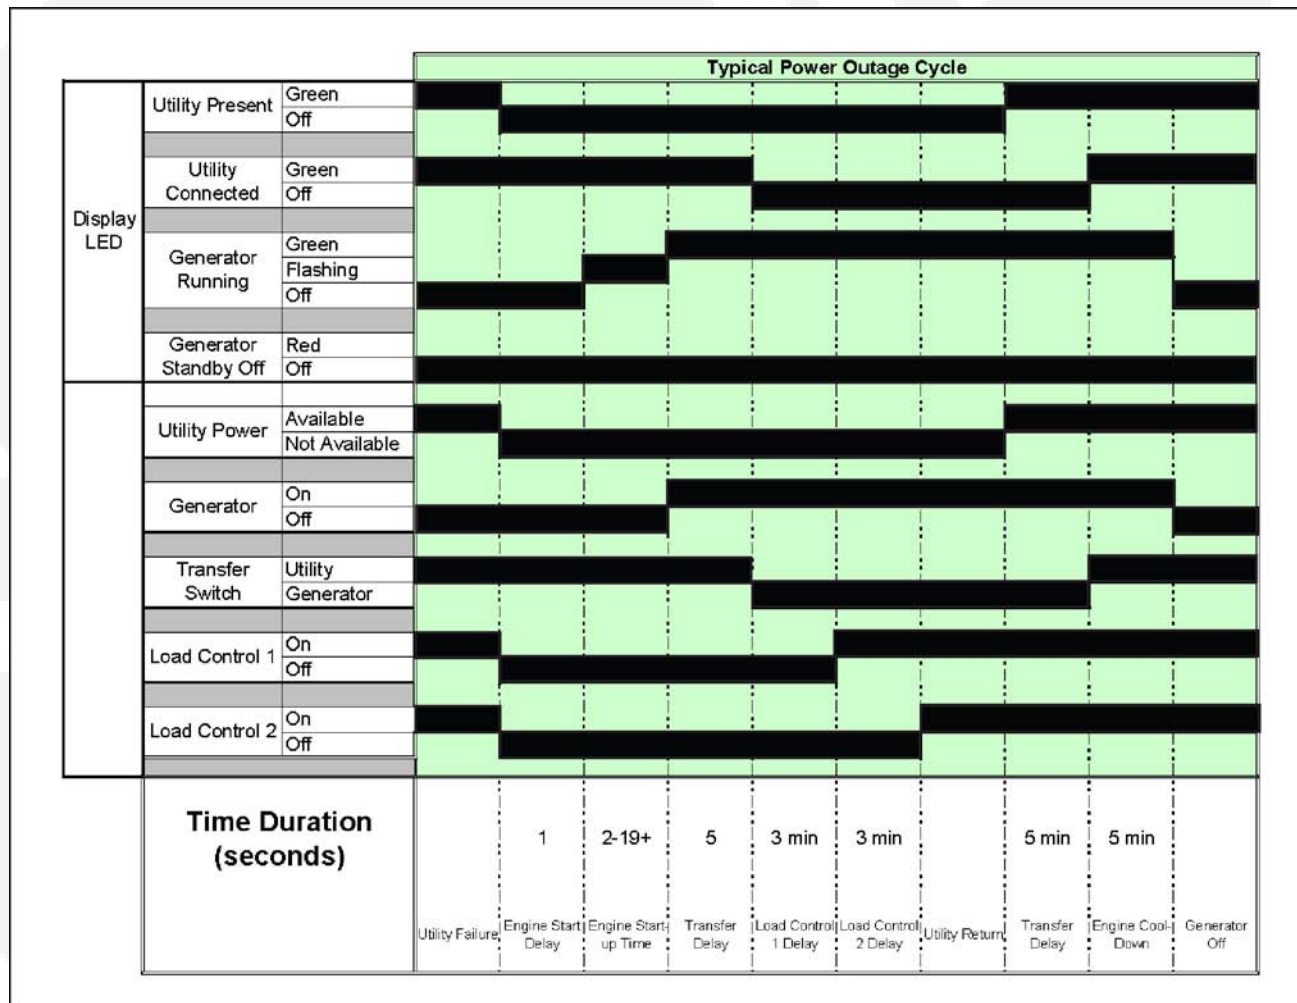 Typical Power Outage Cycle
Display
LED
Utility Present
Green
Off
Utility
Connected
Green
Off
Generator
Running
Green
Flashing
Off
Generator
Standby Off
Red
Off
Utility Power
Available
Not Available
Generator
On
Off
Transfer
Switch
Utility
Generator
Load Control 1
On
Off
Load Control 2
On
Off
Time Duration
(seconds)
1
2-19+
5
3 min
3 min
5 min
5 min
Utility Failure
Engine Start
Delay
Engine Start-
up Time
Transfer
Delay
Load Control
1 Delay
Load Control
2 Delay
Utility Return
Transfer
Delay
Engine Cool-
Down
Generator
Off